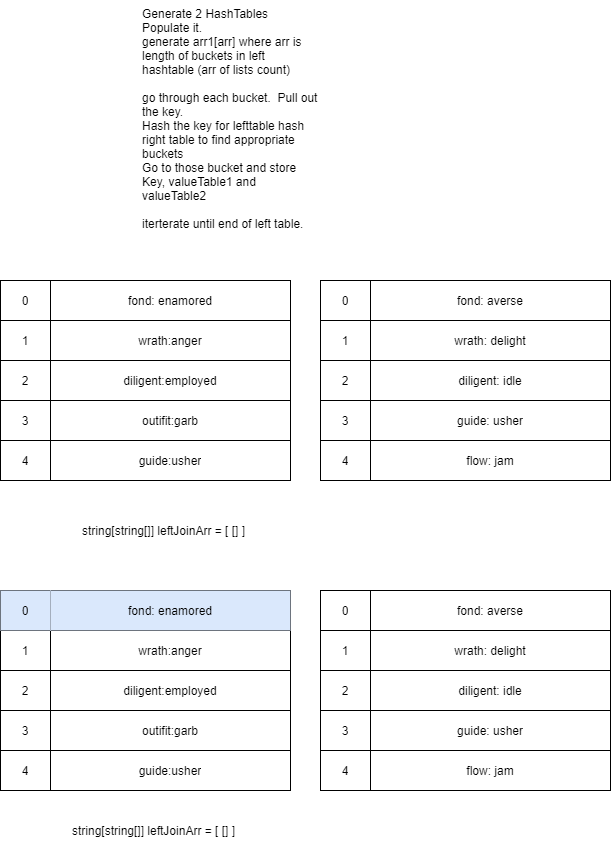 Generate 2 HashTables
Populate it.
generate arr1[arr] where arr is
length of buckets in left
hashtable (arr of lists count)
go through each bucket. Pull out
the key.
Hash the key for lefttable hash
right table to find appropriate
buckets
Go to those bucket and store
Key, valueTable1 and
valueTable2
iterterate until end of left table.
0 fond: enamored 0 fond: averse
1 wrath:anger 1 wrath: delight
2 diligent:employed 2 diligent: idle
3 outifit:garb 3 guide: usher
4 guide:usher 4 flow: jam
string[string[]] leftJoinArr = [ [] ]
0 fond: enamored 0 fond: averse
1 wrath:anger 1 wrath: delight
2 diligent:employed 2 diligent: idle
3 outifit:garb 3 guide: usher
4 guide:usher 4 flow: jam
string[string[]] leftJoinArr = [ [] ]